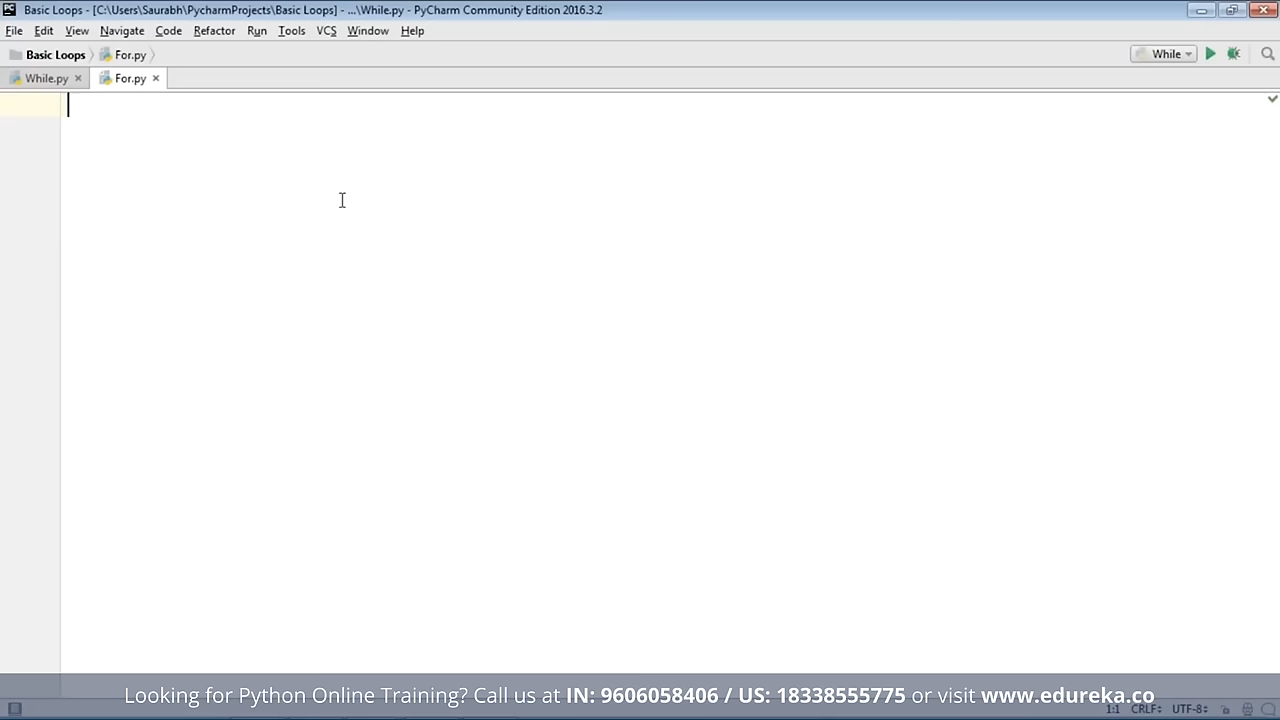 Basic Loops - [C:\Users\Saurabh\PycharmProjects\Basic Loops] - ...\While.py - PyCharm Community Edition 2016.3.2
File Edit View Navigate Code Refactor Run Tools VCS Window Help
Basic Loops For.py While
While.py For.py
Looking for Python Online Training? Call us at IN: 9606058406 / US: 18338555775 or visit www.edureka.co
1:1 CRLF UTF-8